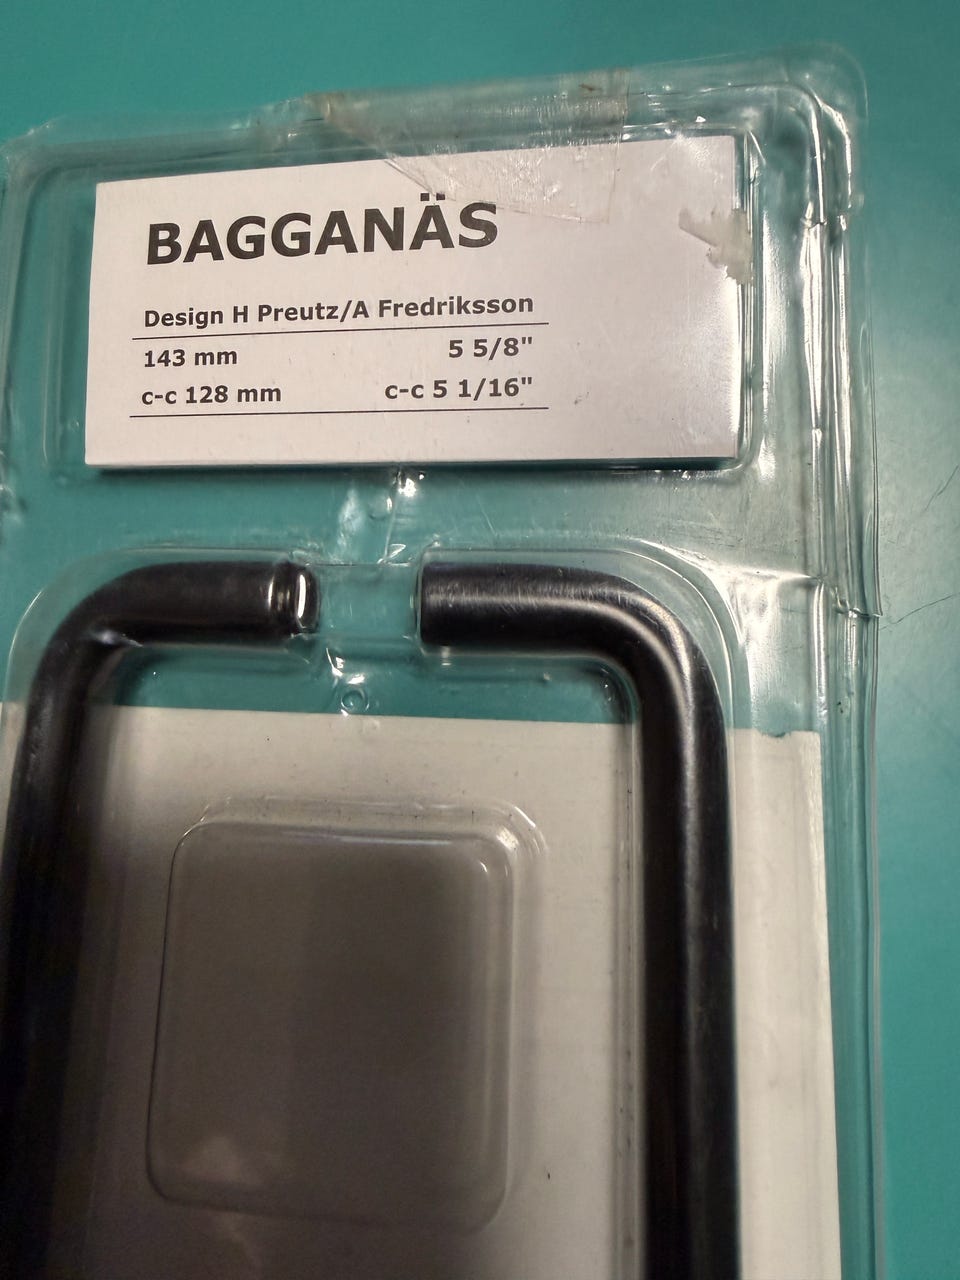 BAGGANÄS
Design H Preutz/A Fredriksson
143 mm 5 5/8"
c-c 128 mm c-c 5 1/16"